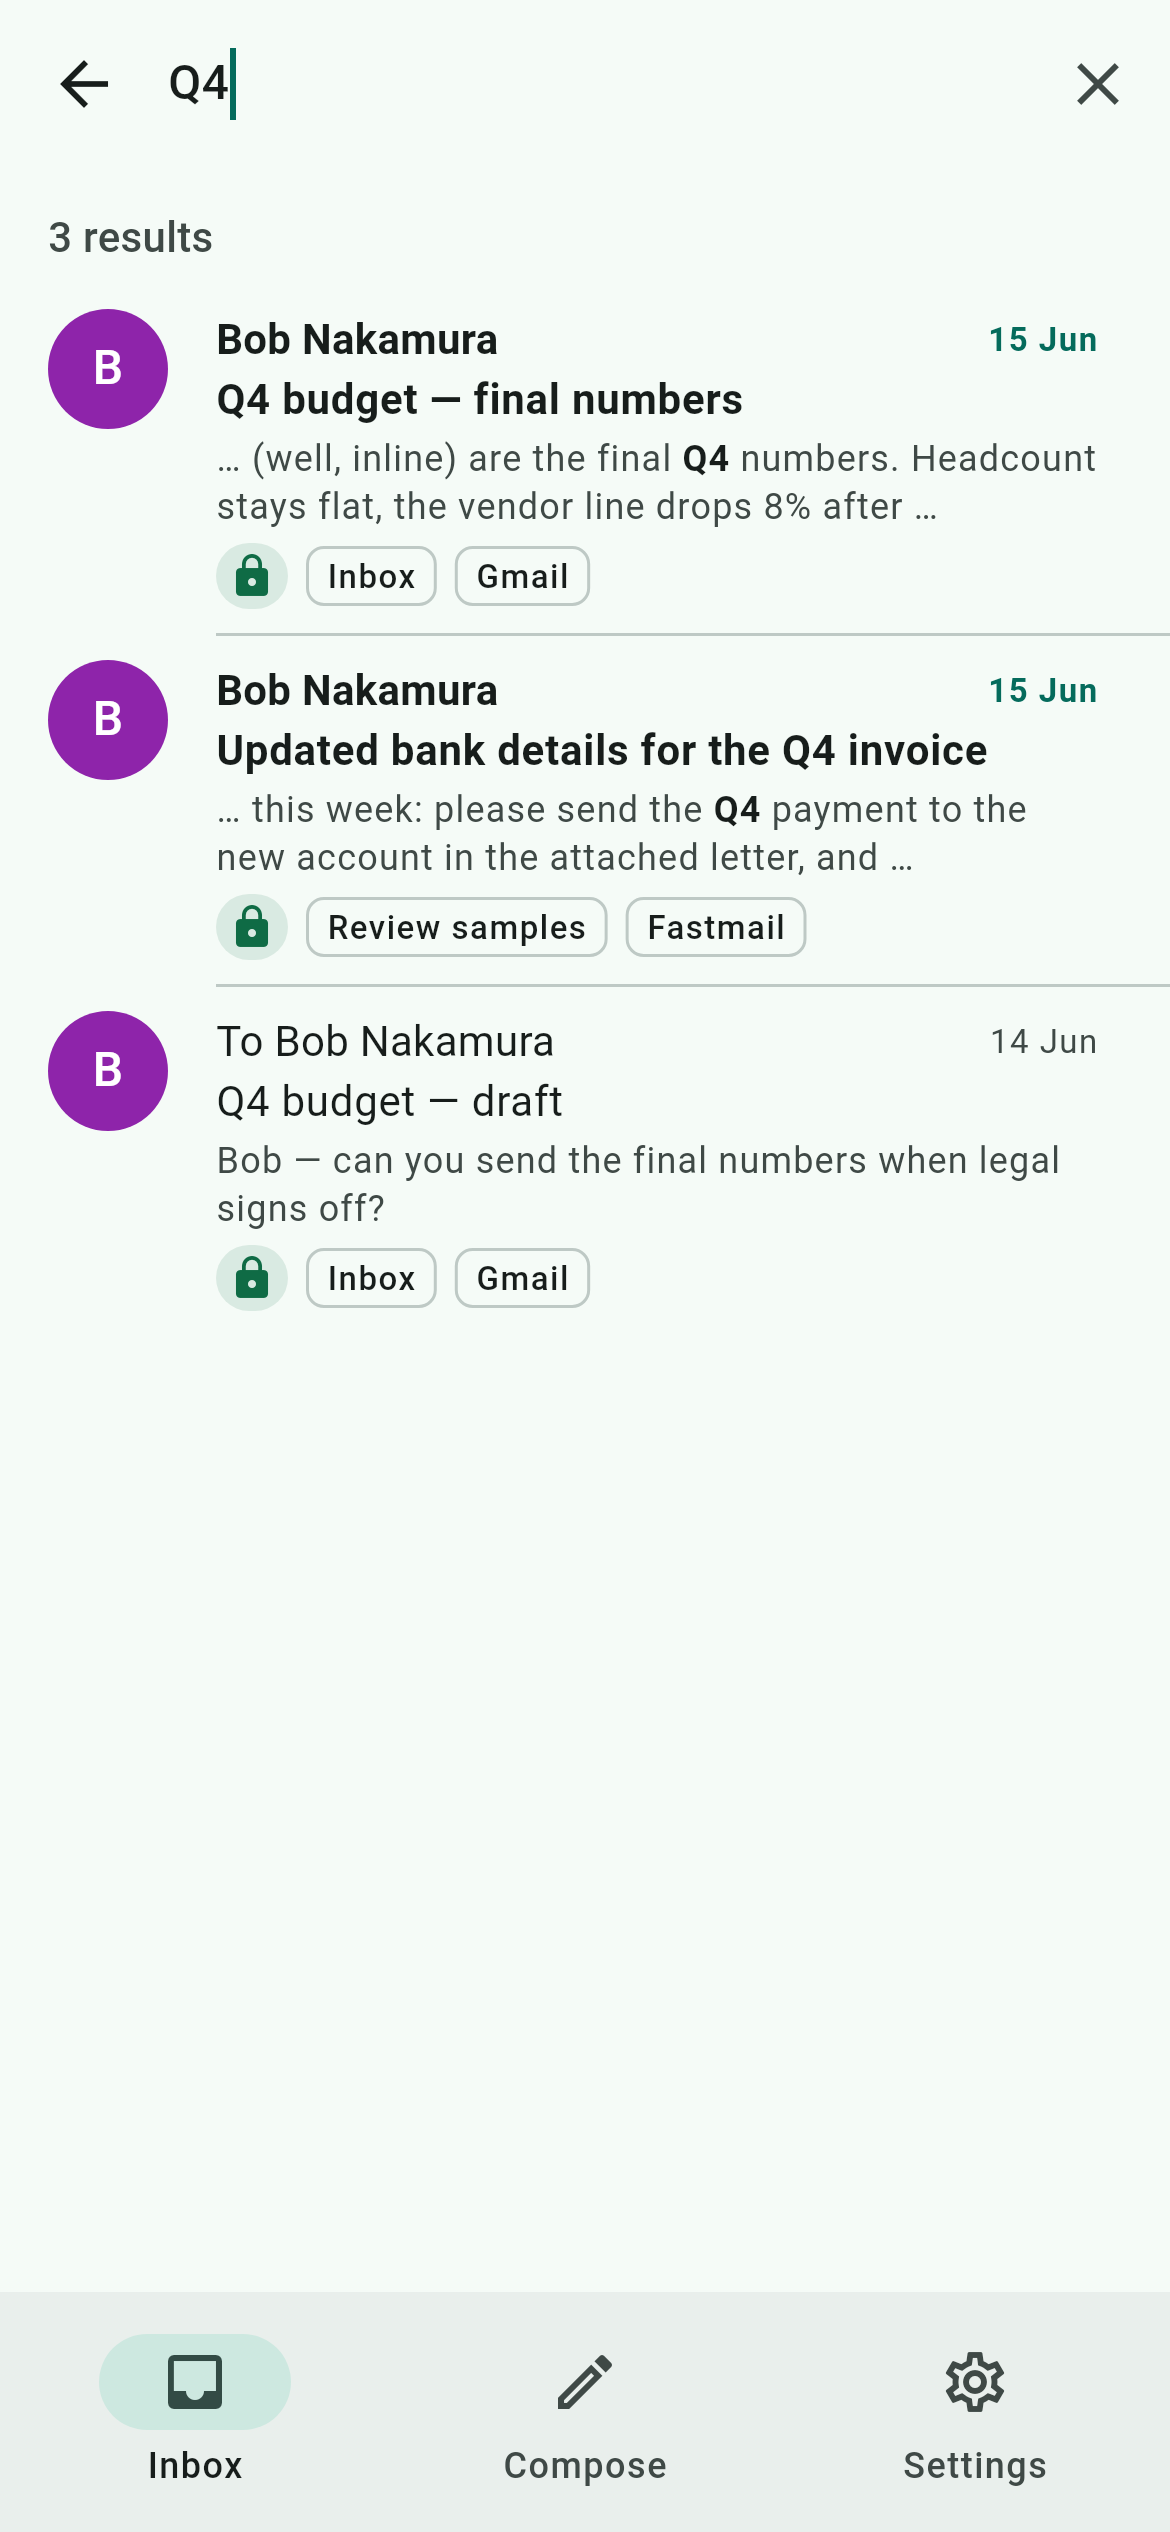 Q4
3 results
B
Bob Nakamura
15 Jun
Q4 budget — final numbers
… (well, inline) are the final Q4 numbers. Headcount
stays flat, the vendor line drops 8% after …
Inbox
Gmail
B
Bob Nakamura
15 Jun
Updated bank details for the Q4 invoice
… this week: please send the Q4 payment to the
new account in the attached letter, and …
Review samples
Fastmail
B
To Bob Nakamura
14 Jun
Q4 budget — draft
Bob — can you send the final numbers when legal
signs off?
Inbox
Gmail
Inbox
Compose
Settings